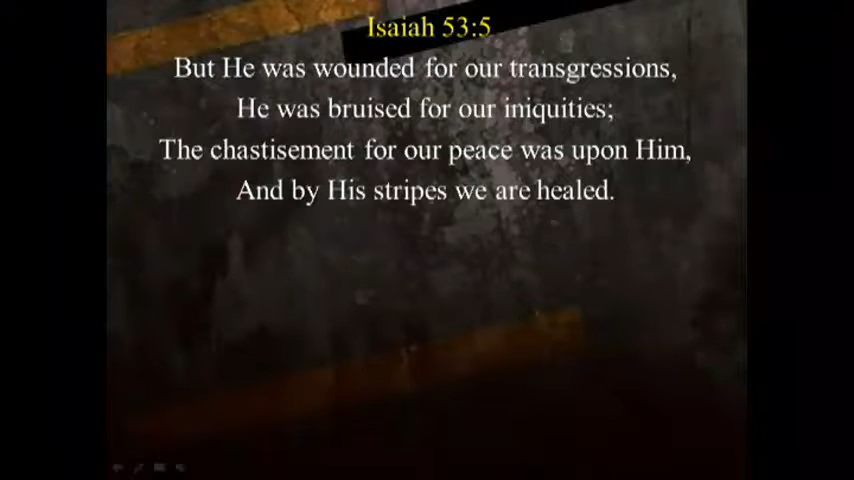 Isaiah 53:5
But He was wounded for our transgressions,
He was bruised for our iniquities;
The chastisement for our peace was upon Him,
And by His stripes we are healed.